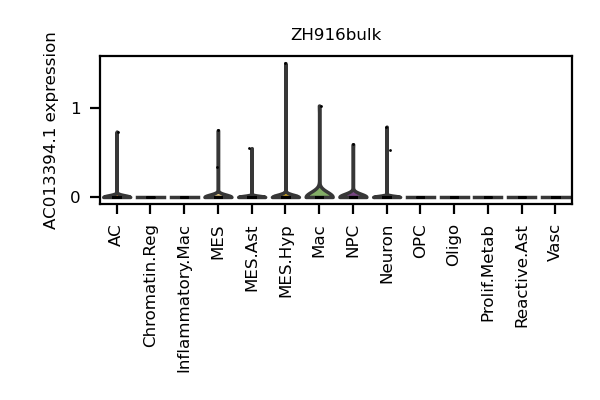 ZH916bulk
AC013394.1 expression
1
0
AC
Chromatin.Reg
Inflammatory.Mac
MES
MES.Ast
MES.Hyp
Mac
NPC
Neuron
OPC
Oligo
Prolif.Metab
Reactive.Ast
Vasc